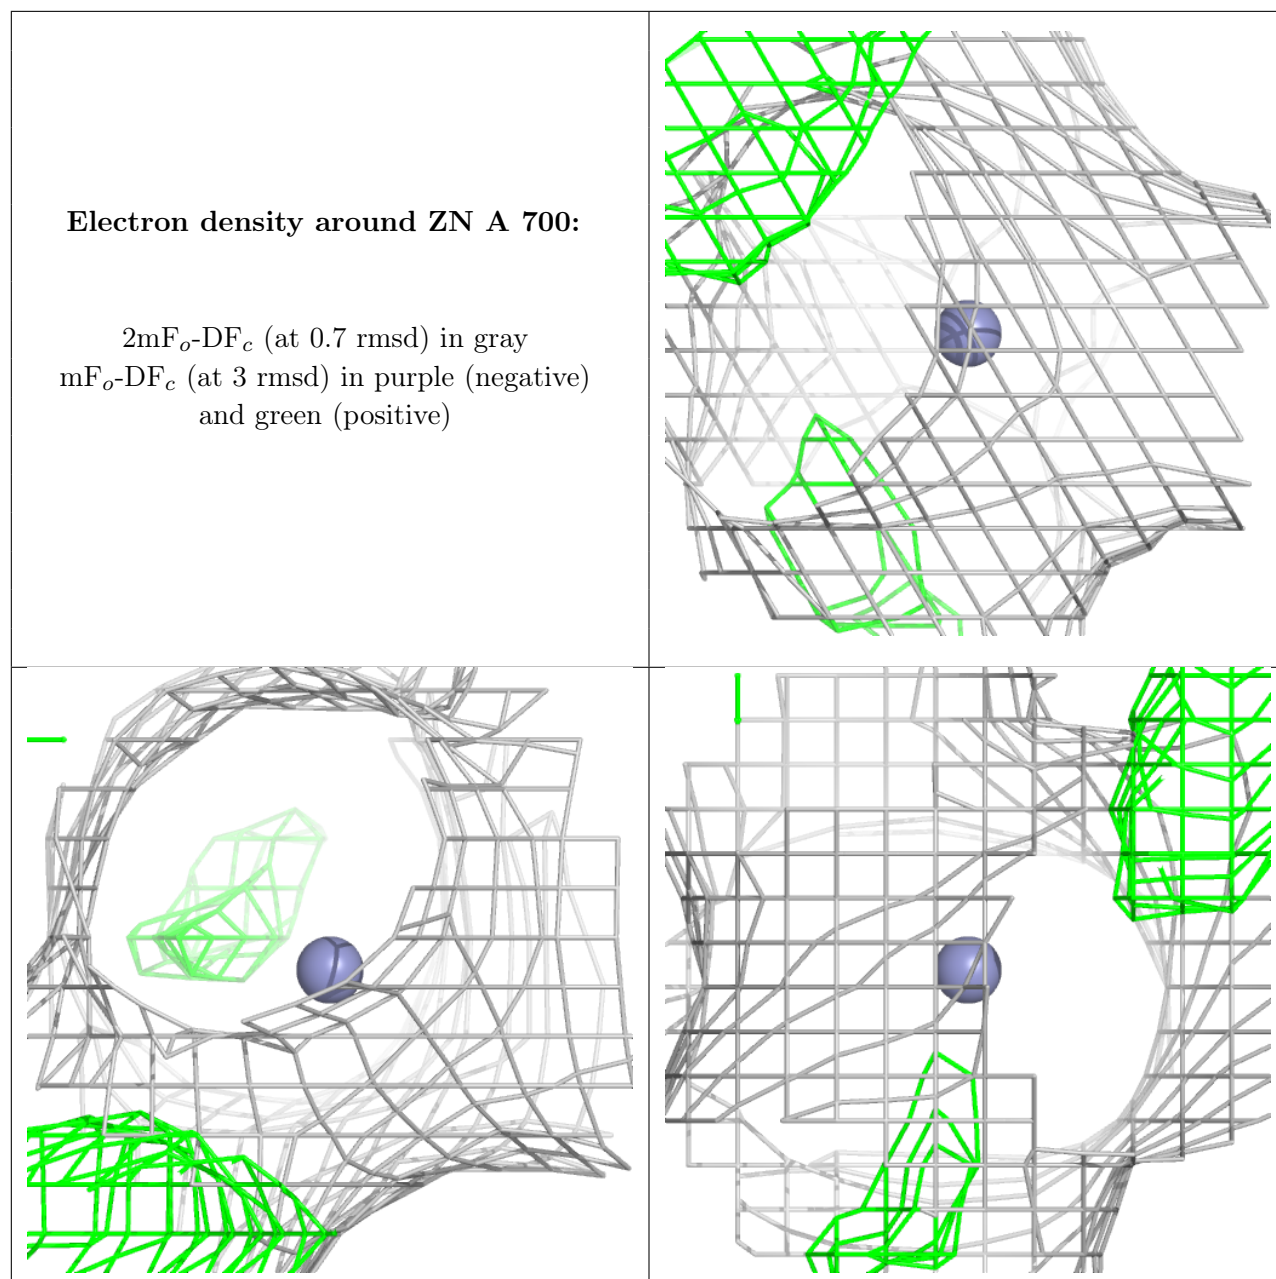 Electron density around ZN A 700:
2mFo-DFc (at 0.7 rmsd) in gray
mFo-DFc (at 3 rmsd) in purple (negative)
and green (positive)